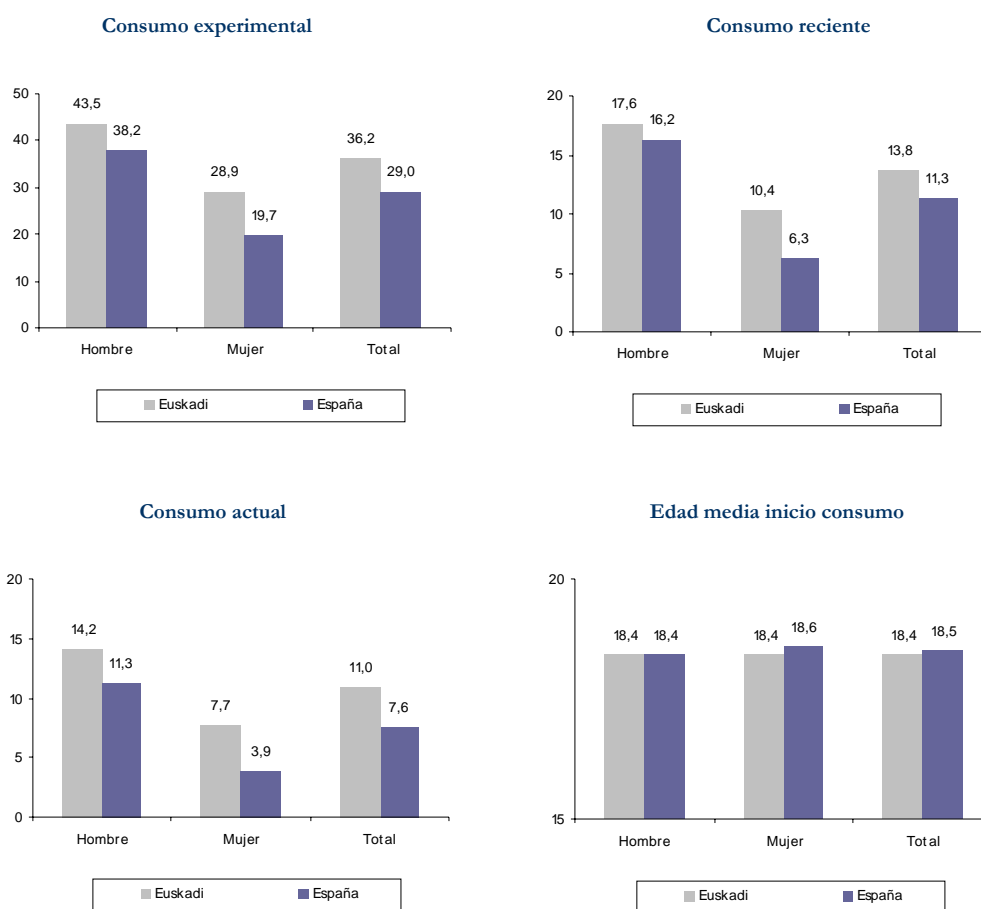 Consumo experimental
50
40
30
20
10
0
43,5
38,2
28,9
19,7
36,2
29,0
Hombre
Mujer
Total
Euskadi
España
Consumo reciente
20
15
10
5
0
17,6
16,2
10,4
6,3
13,8
11,3
Hombre
Mujer
Total
Euskadi
España
Consumo actual
20
15
10
5
0
14,2
11,3
7,7
3,9
11,0
7,6
Hombre
Mujer
Total
Euskadi
España
Edad media inicio consumo
20
15
18,4
18,4
18,4
18,6
18,4
18,5
Hombre
Mujer
Total
Euskadi
España